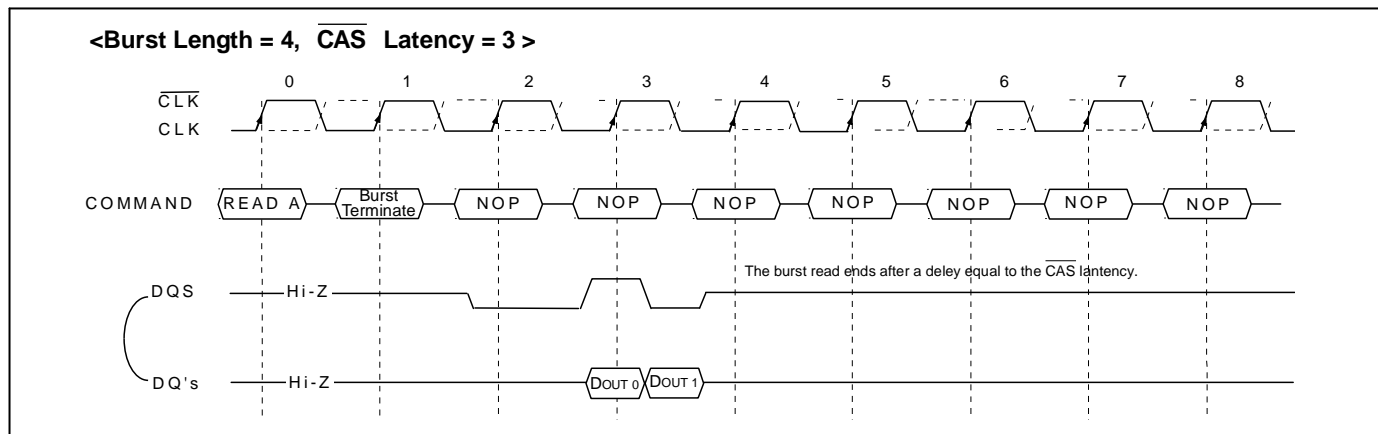 <Burst Length = 4, CAS Latency = 3 >
0 1 2 3 4 5 6 7 8
CLK
CLK
COMMAND READ A Burst Terminate NOP NOP NOP NOP NOP NOP NOP
The burst read ends after a deley equal to the CAS lantency.
DQS Hi-Z
DQ's Hi-Z DOUT 0 DOUT 1